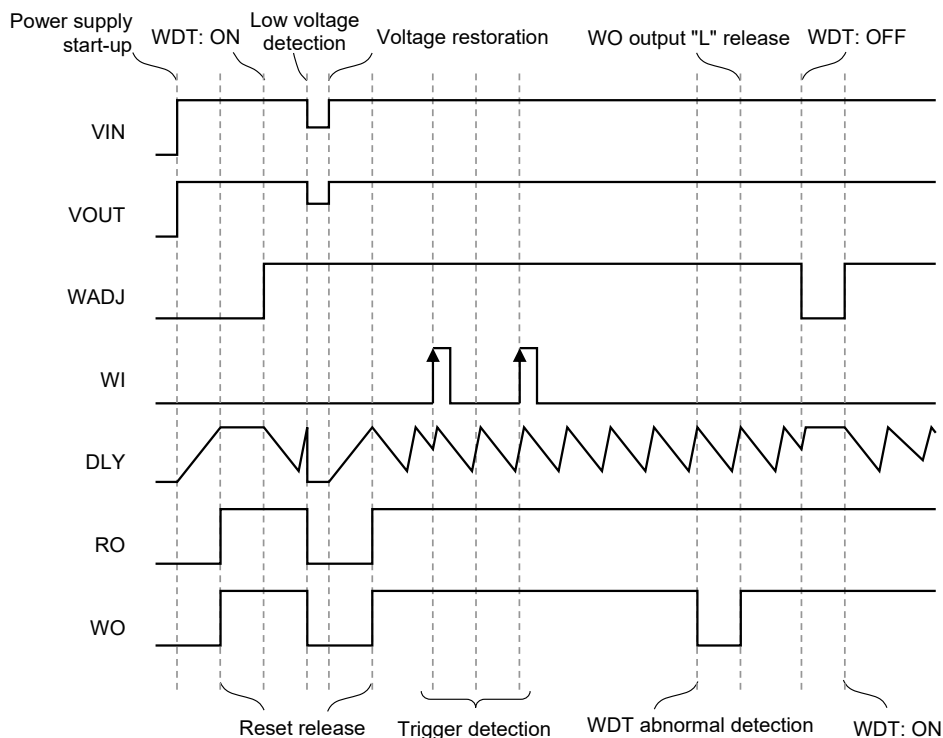 Power supply
start-up
WDT: ON
Low voltage
detection
Voltage restoration
WO output "L" release
WDT: OFF
VIN
VOUT
WADJ
WI
DLY
RO
WO
Reset release
Trigger detection
WDT abnormal detection
WDT: ON